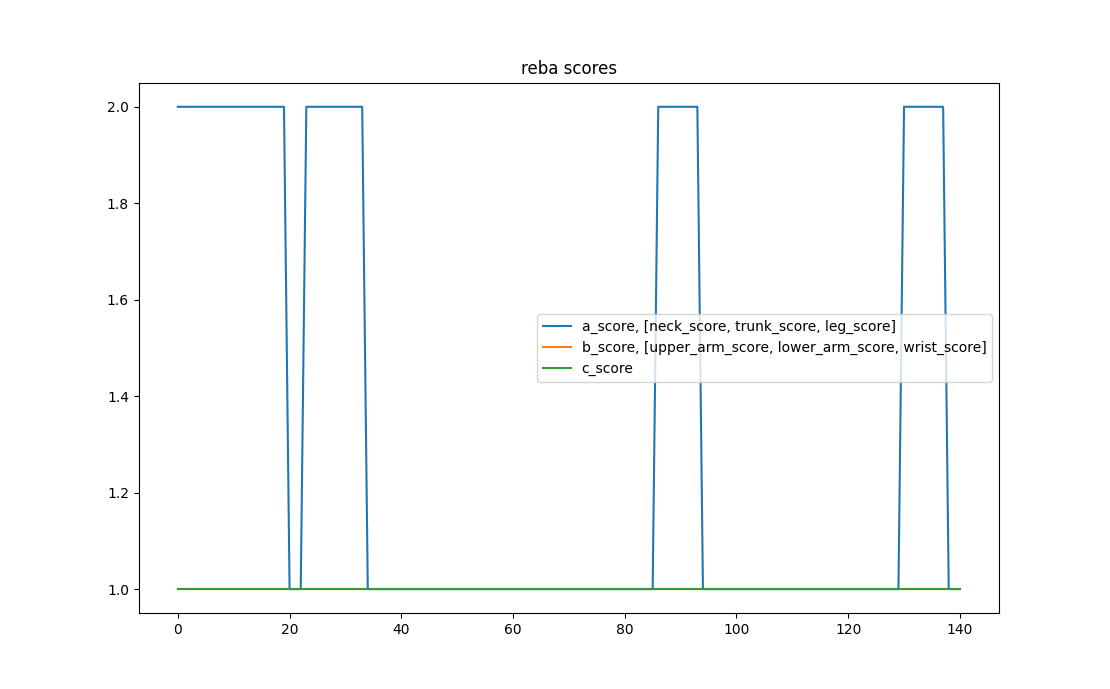 reba scores
2.0
1.8
1.6
1.4
1.2
1.0
a_score, [neck_score, trunk_score, leg_score]
b_score, [upper_arm_score, lower_arm_score, wrist_score]
c_score
0 20 40 60 80 100 120 140